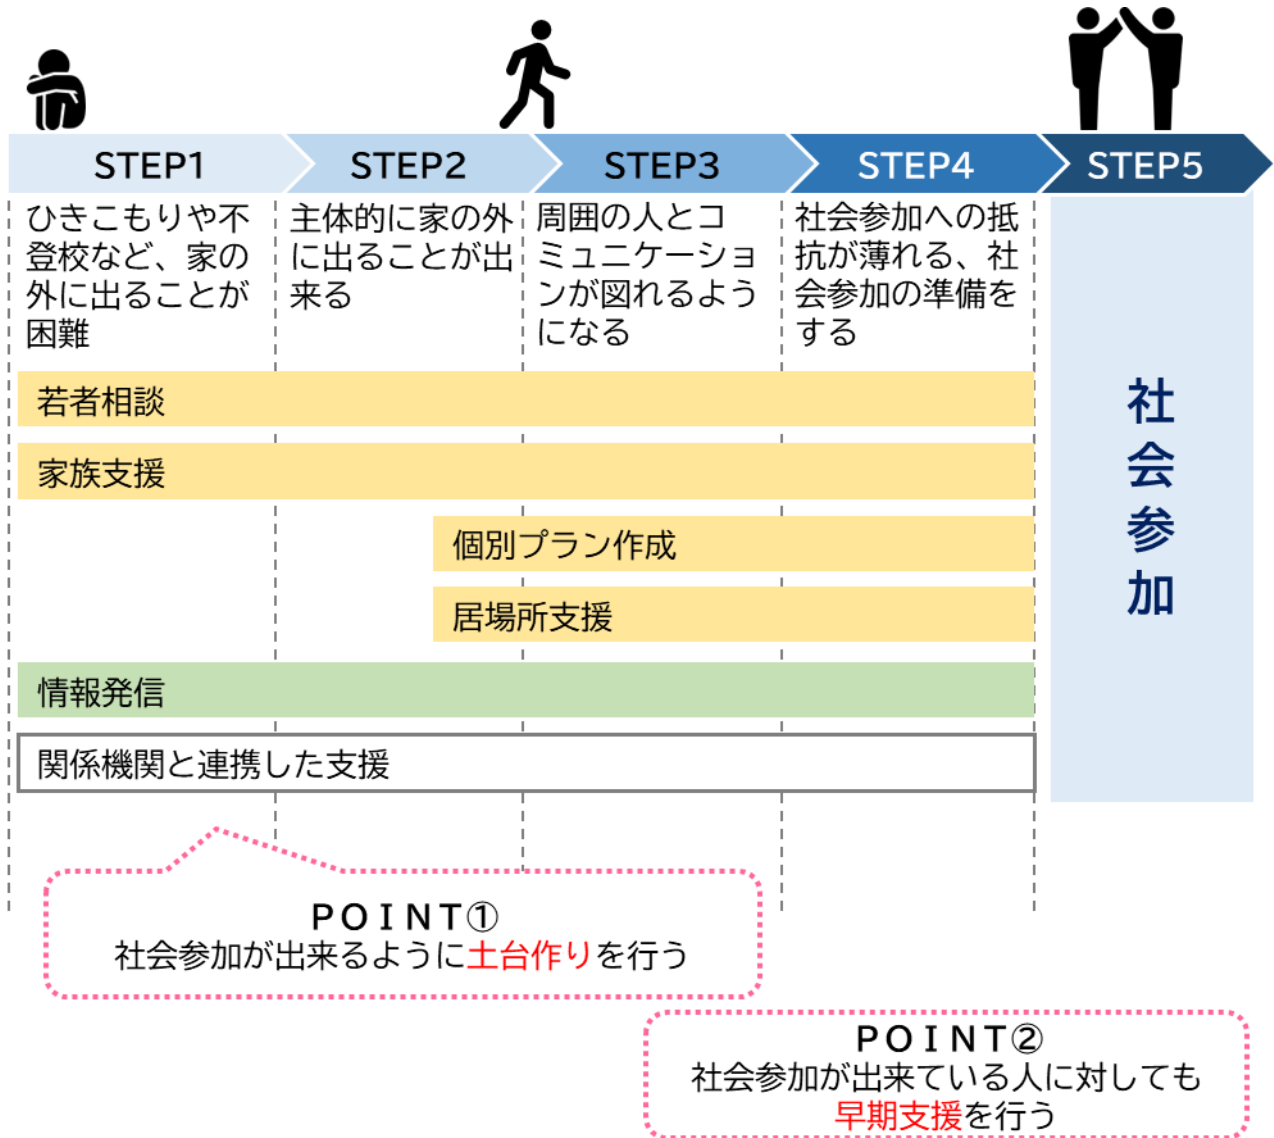 STEP1
STEP2
STEP3
STEP4
STEP5
ひきこもりや不
登校など、家の
外に出ることが
困難
主体的に家の外
に出ることが出
来る
周囲の人とコ
ミュニケーショ
ンが図れるよう
になる
社会参加への抵
抗が薄れる、社
会参加の準備を
する
社会参加
若者相談
家族支援
個別プラン作成
居場所支援
情報発信
関係機関と連携した支援
ＰＯＩＮＴ①
社会参加が出来るように土台作りを行う
ＰＯＩＮＴ②
社会参加が出来ている人に対しても
早期支援を行う